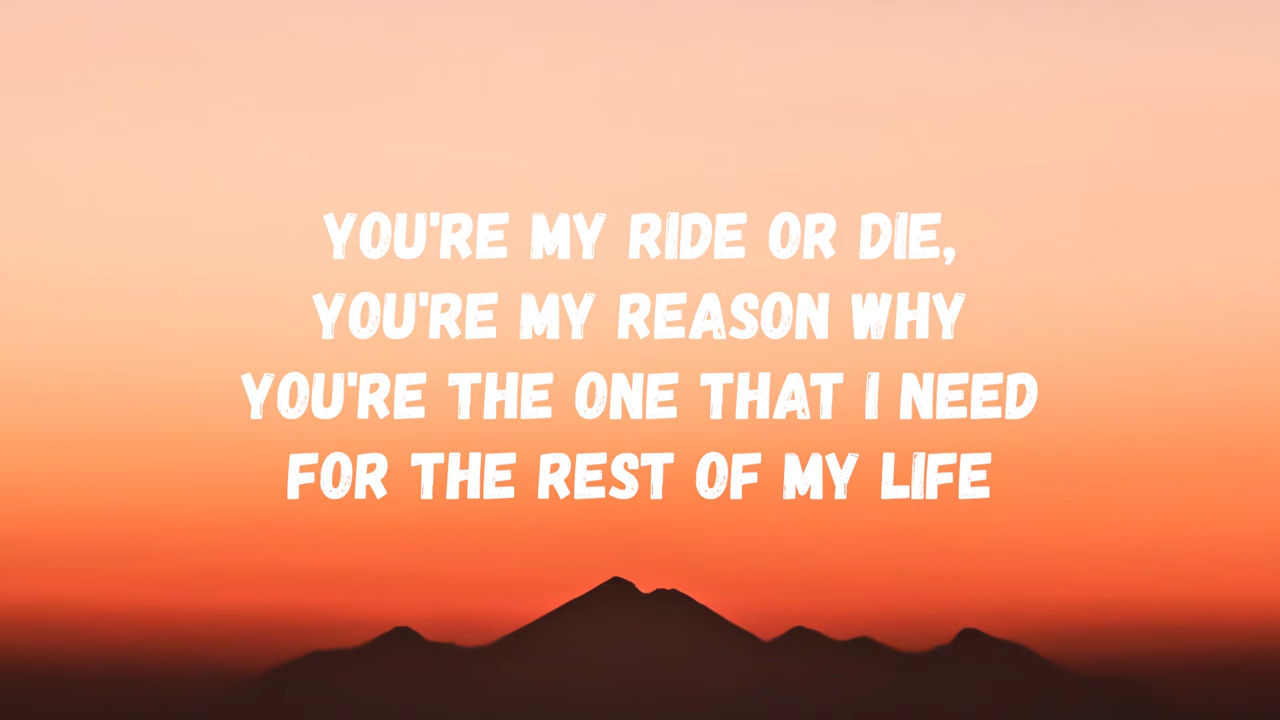 YOU'RE MY RIDE OR DIE,
YOU'RE MY REASON WHY
YOU'RE THE ONE THAT I NEED
FOR THE REST OF MY LIFE